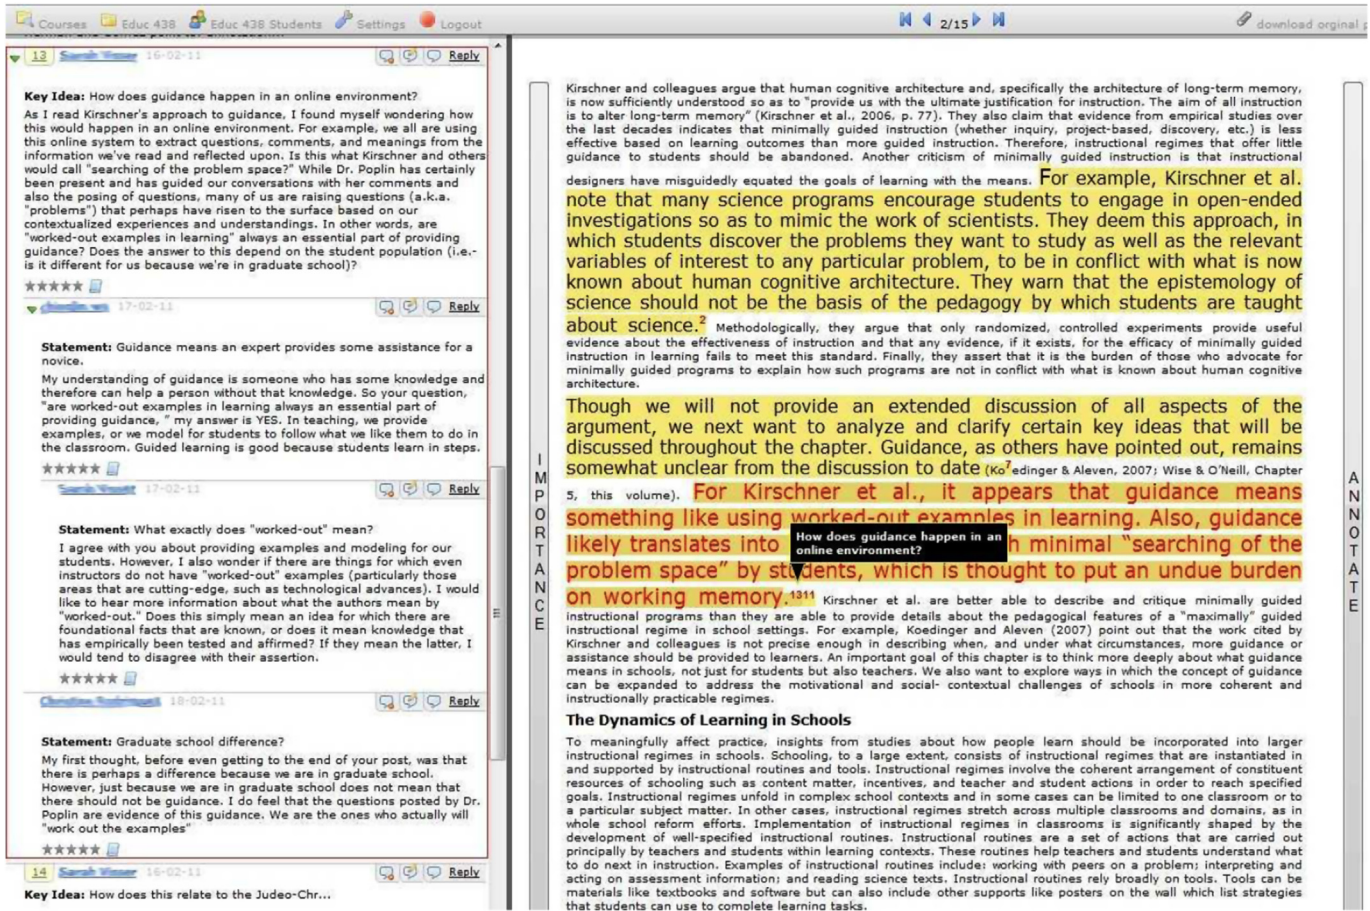 Courses Educ 438 Educ 438 Students Settings Logout
2/15
download orginal
13 16-02-11 Reply
Key Idea: How does guidance happen in an online environment?
As I read Kirschner's approach to guidance, I found myself wondering how
this would happen in an online environment. For example, we all are using
this online system to extract questions, comments, and meanings from the
information we've read and reflected upon. Is this what Kirschner and others
would call "searching of the problem space?" While Dr. Poplin has certainly
been present and has guided our conversations with her comments and
also the posing of questions, many of us are raising questions (a.k.a.
"problems") that perhaps have risen to the surface based on our
contextualized experiences and understandings. In other words, are
"worked-out examples in learning" always an essential part of providing
guidance? Does the answer to this depend on the student population (i.e.-
is it different for us because we're in graduate school)?
17-02-11 Reply
Statement: Guidance means an expert provides some assistance for a
novice.
My understanding of guidance is someone who has some knowledge and
therefore can help a person without that knowledge. So your question,
"are worked-out examples in learning always an essential part of
providing guidance, " my answer is YES. In teaching, we provide
examples, or we model for students to follow what we like them to do in
the classroom. Guided learning is good because students learn in steps.
17-02-11 Reply
Statement: What exactly does "worked-out" mean?
I agree with you about providing examples and modeling for our
students. However, I also wonder if there are things for which even
instructors do not have "worked-out" examples (particularly those
areas that are cutting-edge, such as technological advances). I would
like to hear more information about what the authors mean by
"worked-out." Does this simply mean an idea for which there are
foundational facts that are known, or does it mean knowledge that
has empirically been tested and affirmed? If they mean the latter, I
would tend to disagree with their assertion.
18-02-11 Reply
Statement: Graduate school difference?
My first thought, before even getting to the end of your post, was that
there is perhaps a difference because we are in graduate school.
However, just because we are in graduate school does not mean that
there should not be guidance. I do feel that the questions posted by Dr.
Poplin are evidence of this guidance. We are the ones who actually will
"work out the examples"
14 16-02-11 Reply
Key Idea: How does this relate to the Judeo-Chr...
IMPORTANCE
Kirschner and colleagues argue that human cognitive architecture and, specifically the architecture of long-term memory,
is now sufficiently understood so as to "provide us with the ultimate justification for instruction. The aim of all instruction
is to alter long-term memory" (Kirschner et al., 2006, p. 77). They also claim that evidence from empirical studies over
the last decades indicates that minimally guided instruction (whether inquiry, project-based, discovery, etc.) is less
effective based on learning outcomes than more guided instruction. Therefore, instructional regimes that offer little
guidance to students should be abandoned. Another criticism of minimally guided instruction is that instructional
designers have misguidedly equated the goals of learning with the means. For example, Kirschner et al.
note that many science programs encourage students to engage in open-ended
investigations so as to mimic the work of scientists. They deem this approach, in
which students discover the problems they want to study as well as the relevant
variables of interest to any particular problem, to be in conflict with what is now
known about human cognitive architecture. They warn that the epistemology of
science should not be the basis of the pedagogy by which students are taught
about science.2 Methodologically, they argue that only randomized, controlled experiments provide useful
evidence about the effectiveness of instruction and that any evidence, if it exists, for the efficacy of minimally guided
instruction in learning fails to meet this standard. Finally, they assert that it is the burden of those who advocate for
minimally guided programs to explain how such programs are not in conflict with what is known about human cognitive
architecture.
Though we will not provide an extended discussion of all aspects of the
argument, we next want to analyze and clarify certain key ideas that will be
discussed throughout the chapter. Guidance, as others have pointed out, remains
somewhat unclear from the discussion to date (Ko7edinger & Aleven, 2007; Wise & O'Neill, Chapter
5, this volume). For Kirschner et al., it appears that guidance means
something like using worked-out examples in learning. Also, guidance
likely translates into h minimal "searching of the
How does guidance happen in an
online environment?
problem space" by students, which is thought to put an undue burden
on working memory.1311 Kirschner et al. are better able to describe and critique minimally guided
instructional programs than they are able to provide details about the pedagogical features of a "maximally" guided
instructional regime in school settings. For example, Koedinger and Aleven (2007) point out that the work cited by
Kirschner and colleagues is not precise enough in describing when, and under what circumstances, more guidance or
assistance should be provided to learners. An important goal of this chapter is to think more deeply about what guidance
means in schools, not just for students but also teachers. We also want to explore ways in which the concept of guidance
can be expanded to address the motivational and social- contextual challenges of schools in more coherent and
instructionally practicable regimes.
The Dynamics of Learning in Schools
To meaningfully affect practice, insights from studies about how people learn should be incorporated into larger
instructional regimes in schools. Schooling, to a large extent, consists of instructional regimes that are instantiated in
and supported by instructional routines and tools. Instructional regimes involve the coherent arrangement of constituent
resources of schooling such as content matter, incentives, and teacher and student actions in order to reach specified
goals. Instructional regimes unfold in complex school contexts and in some cases can be limited to one classroom or to
a particular subject matter. In other cases, instructional regimes stretch across multiple classrooms and domains, as in
whole school reform efforts. Implementation of instructional regimes in classrooms is significantly shaped by the
development of well-specified instructional routines. Instructional routines are a set of actions that are carried out
principally by teachers and students within learning contexts. These routines help teachers and students understand what
to do next in instruction. Examples of instructional routines include: working with peers on a problem; interpreting and
acting on assessment information; and reading science texts. Instructional routines rely broadly on tools. Tools can be
materials like textbooks and software but can also include other supports like posters on the wall which list strategies
that students can use to complete learning tasks.
ANNOTATE